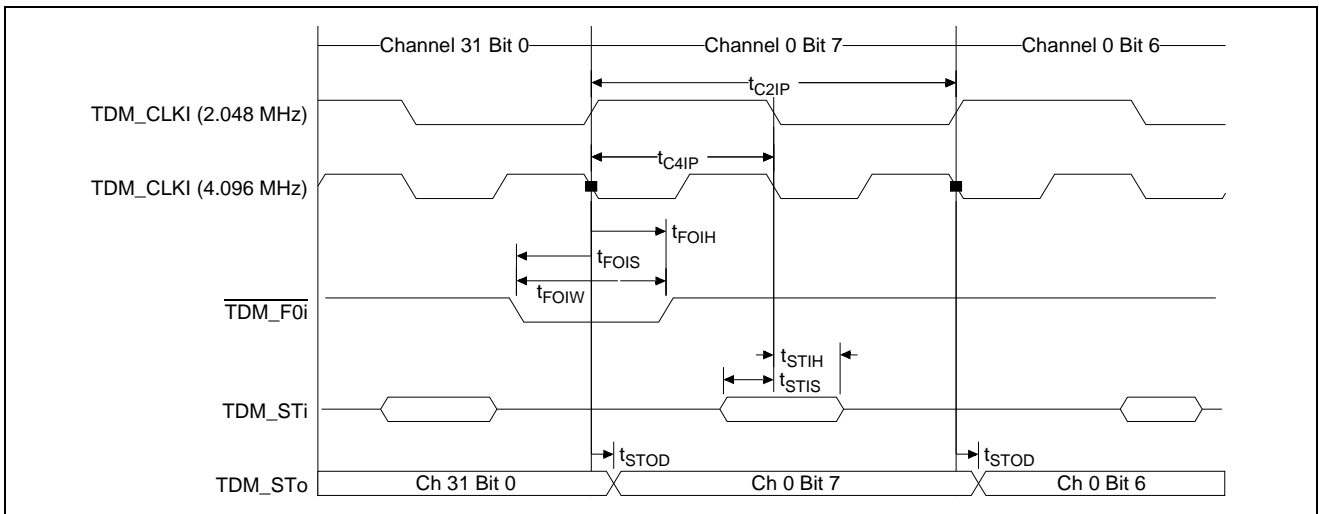 Channel 31 Bit 0 Channel 0 Bit 7 Channel 0 Bit 6
tC2IP
TDM_CLKI (2.048 MHz)
tC4IP
TDM_CLKI (4.096 MHz)
tFOIH
tFOIS
tFOIW
TDM_F0i
tSTIH
tSTIS
TDM_STi
tSTOD tSTOD
TDM_STo Ch 31 Bit 0 Ch 0 Bit 7 Ch 0 Bit 6